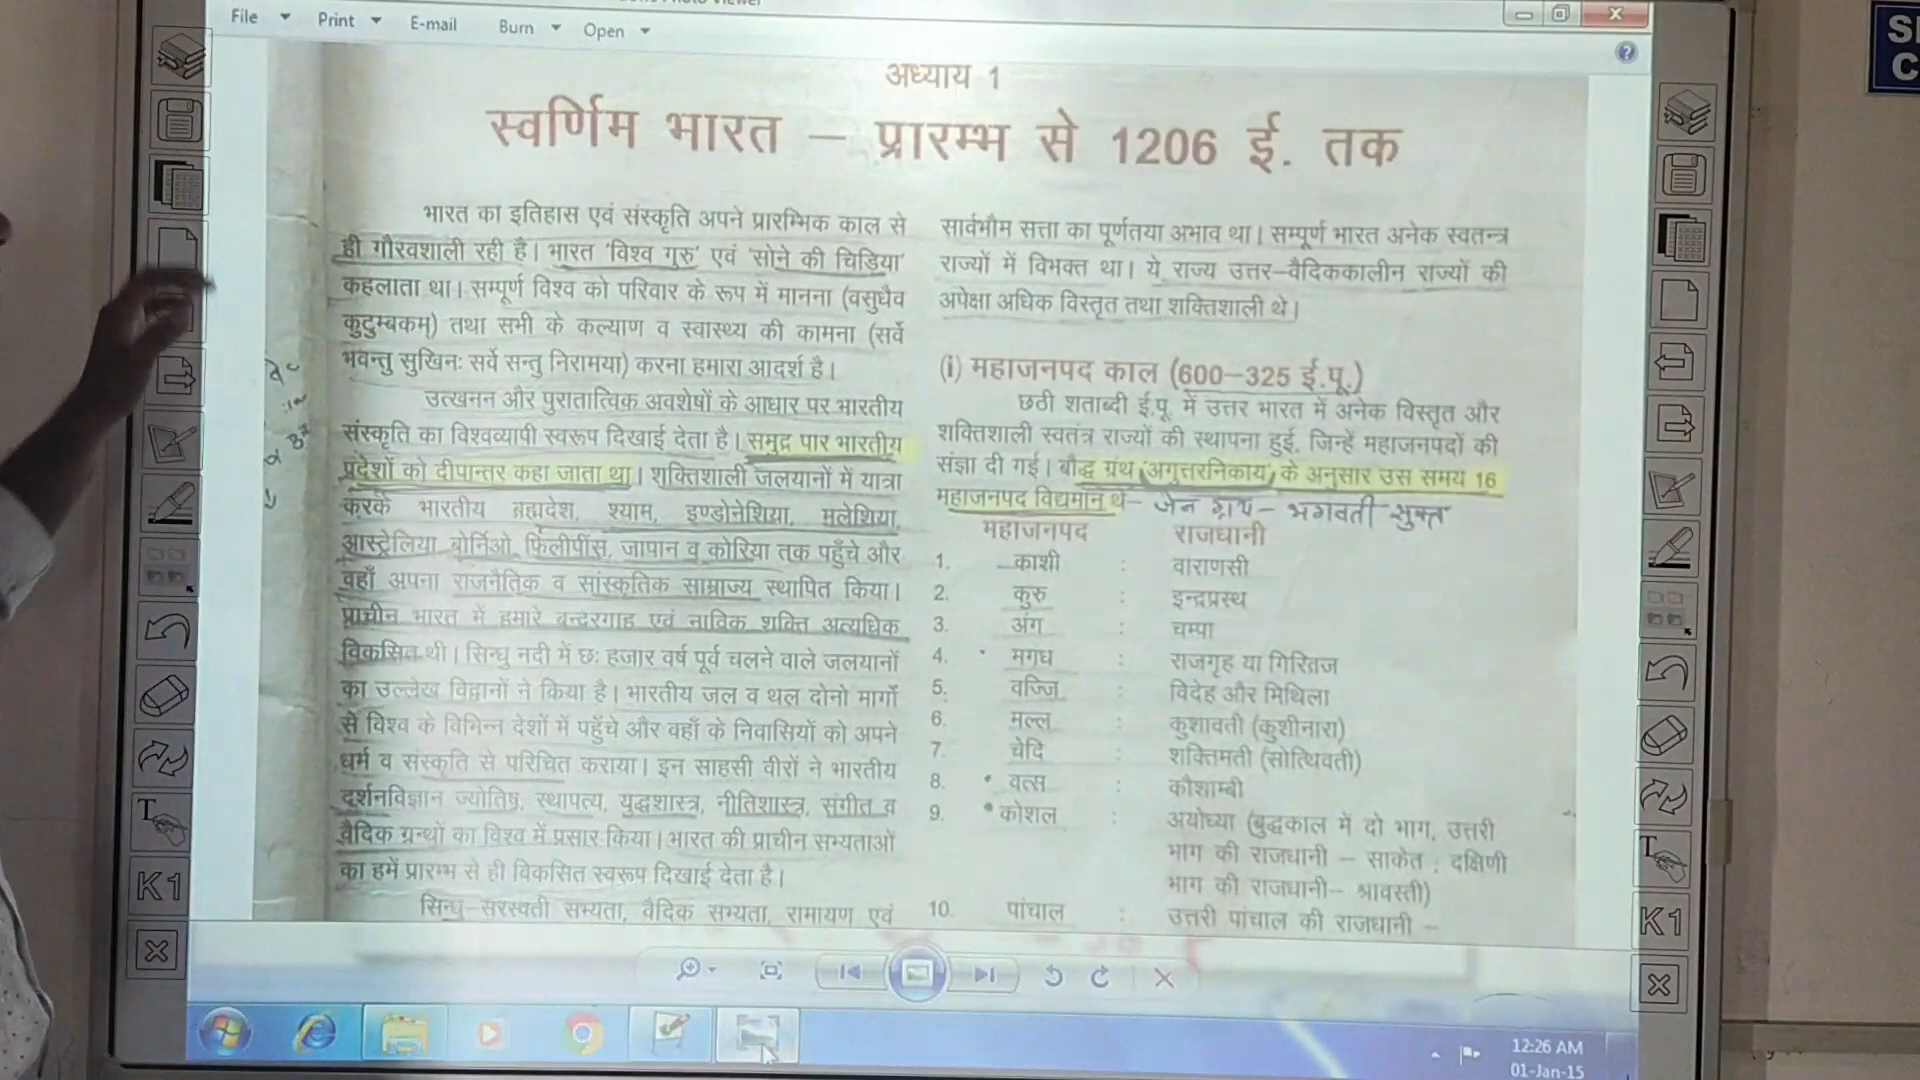 File
Print
E-mail
Burn
Open
अध्याय 1
स्वर्णिम भारत – प्रारम्भ से 1206 ई. तक
भारत का इतिहास एवं संस्कृति अपने प्रारम्भिक काल से
ही गौरवशाली रही है। भारत 'विश्व गुरु' एवं 'सोने की चिड़िया'
कहलाता था। सम्पूर्ण विश्व को परिवार के रूप में मानना (वसुधैव
कुटुम्बकम्) तथा सभी के कल्याण व स्वास्थ्य की कामना (सर्वे
भवन्तु सुखिनः सर्वे सन्तु निरामया) करना हमारा आदर्श है।
उत्खनन और पुरातात्विक अवशेषों के आधार पर भारतीय
संस्कृति का विश्वव्यापी स्वरूप दिखाई देता है। समुद्र पार भारतीय
प्रदेशों को दीपान्तर कहा जाता था। शक्तिशाली जलयानों में यात्रा
करके भारतीय ब्रह्मदेश, श्याम, इण्डोनेशिया, मलेशिया,
आस्ट्रेलिया, बोर्निओ, फिलीपींस, जापान व कोरिया तक पहुँचे और
वहाँ अपना राजनैतिक व सांस्कृतिक साम्राज्य स्थापित किया।
प्राचीन भारत में हमारे बन्दरगाह एवं नाविक शक्ति अत्यधिक
विकसित थी। सिन्धु नदी में छः हजार वर्ष पूर्व चलने वाले जलयानों
का उल्लेख विद्वानों ने किया है। भारतीय जल व थल दोनो मार्गों
से विश्व के विभिन्न देशों में पहुँचे और वहाँ के निवासियों को अपने
धर्म व संस्कृति से परिचित कराया। इन साहसी वीरों ने भारतीय
दर्शनविज्ञान ज्योतिष, स्थापत्य, युद्धशास्त्र, नीतिशास्त्र, संगीत व
वैदिक ग्रन्थों का विश्व में प्रसार किया। भारत की प्राचीन सभ्यताओं
का हमें प्रारम्भ से ही विकसित स्वरूप दिखाई देता है।
सिन्धु–सरस्वती सभ्यता, वैदिक सभ्यता, रामायण एवं
सार्वभौम सत्ता का पूर्णतया अभाव था। सम्पूर्ण भारत अनेक स्वतन्त्र
राज्यों में विभक्त था। ये राज्य उत्तर–वैदिककालीन राज्यों की
अपेक्षा अधिक विस्तृत तथा शक्तिशाली थे।
(i) महाजनपद काल (600–325 ई.पू.)
छठी शताब्दी ई.पू. में उत्तर भारत में अनेक विस्तृत और
शक्तिशाली स्वतंत्र राज्यों की स्थापना हुई, जिन्हें महाजनपदों की
संज्ञा दी गई। बौद्ध ग्रंथ 'अगुत्तरनिकाय' के अनुसार उस समय 16
महाजनपद विद्यमान थे– जैन ग्रंथ – भगवती सुक्त
महाजनपद राजधानी
1. काशी : वाराणसी
2. कुरु : इन्द्रप्रस्थ
3. अंग : चम्पा
4. मगध : राजगृह या गिरिव्रज
5. वज्जि : विदेह और मिथिला
6. मल्ल : कुशावती (कुशीनारा)
7. चेदि : शक्तिमती (सोत्थिवती)
8. वत्स : कौशाम्बी
9. कोशल : अयोध्या (बुद्धकाल में दो भाग, उत्तरी
भाग की राजधानी – साकेत ; दक्षिणी
भाग की राजधानी– श्रावस्ती)
10. पांचाल : उत्तरी पांचाल की राजधानी –
K1
K1
12:26 AM
01-Jan-15